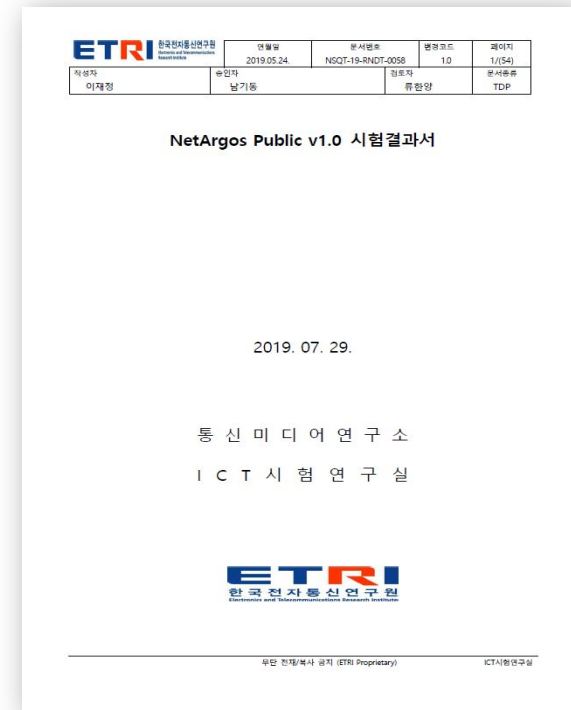 ETRI 한국전자통신연구원
Electronics and Telecommunications
Research Institute
연월일 문서번호 변경코드 페이지
2019.05.24. NSQT-19-RNDT-0058 1.0 1/(54)
작성자 승인자 검토자 문서종류
이재정 남기동 류한양 TDP
NetArgos Public v1.0 시험결과서
2019. 07. 29.
통 신 미 디 어 연 구 소
I C T 시 험 연 구 실
ETRI
한국전자통신연구원
Electronics and Telecommunications Research Institute
무단 전재/복사 금지 (ETRI Proprietary) ICT시험연구실